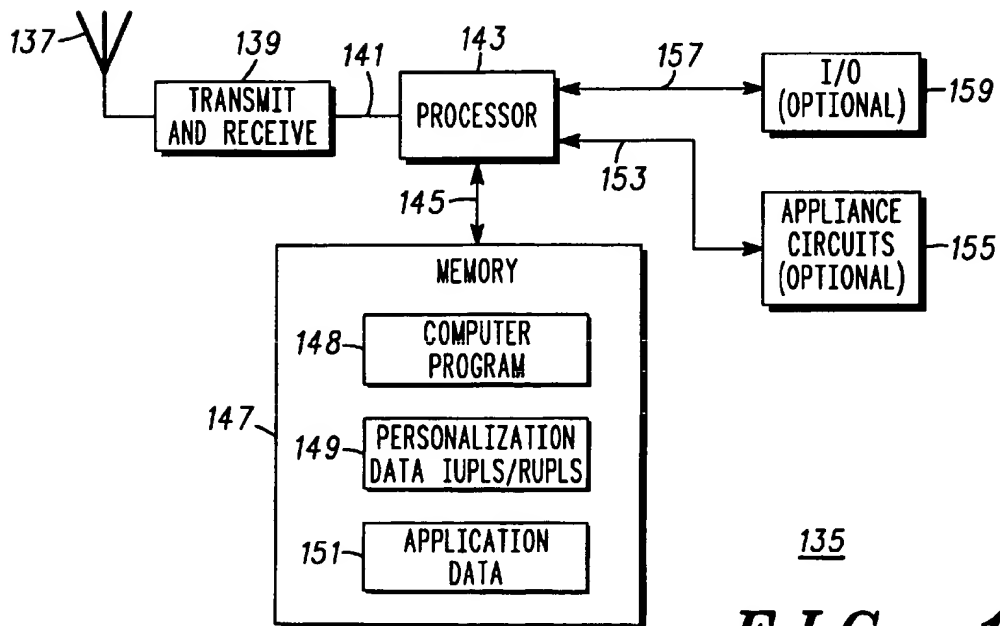 137
139
TRANSMIT
AND RECEIVE
141
143
PROCESSOR
157
I/O
(OPTIONAL)
159
153
145
APPLIANCE
CIRCUITS
(OPTIONAL)
155
MEMORY
148
COMPUTER
PROGRAM
147
149
PERSONALIZATION
DATA IUPLS/RUPLS
151
APPLICATION
DATA
135